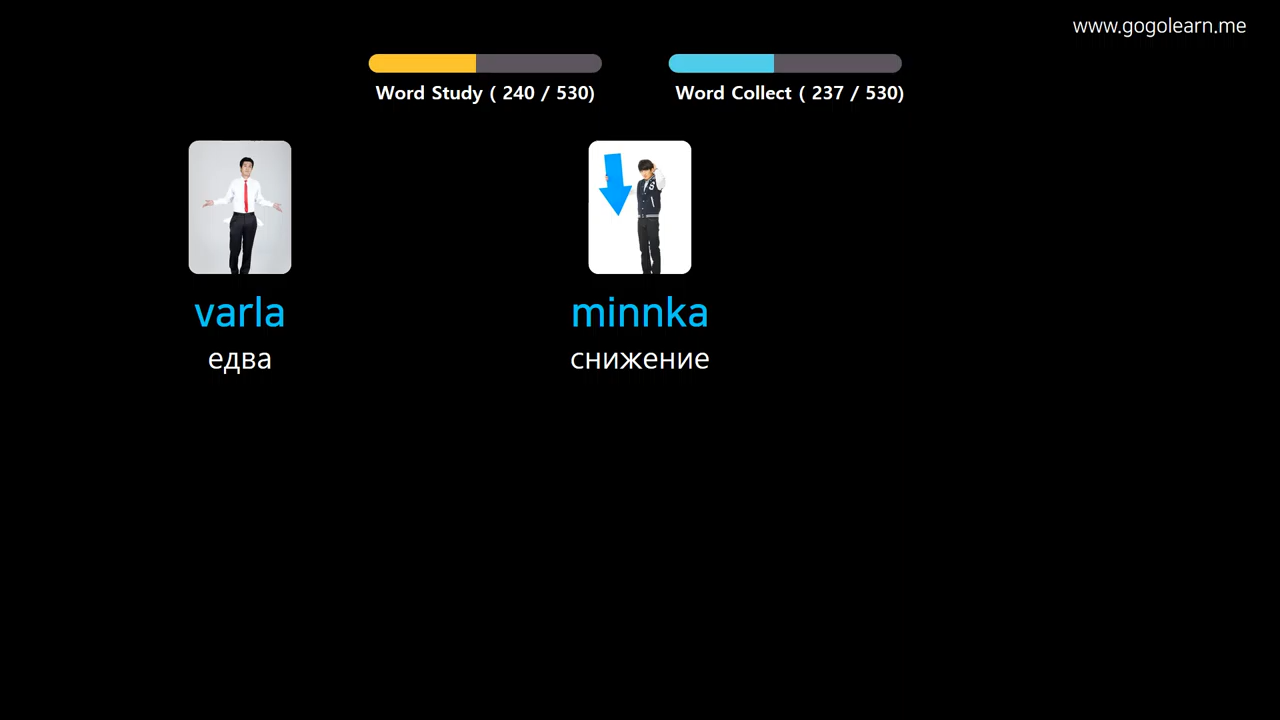 www.gogolearn.me
Word Study ( 240 / 530)
Word Collect ( 237 / 530)
varla
едва
minnka
снижение